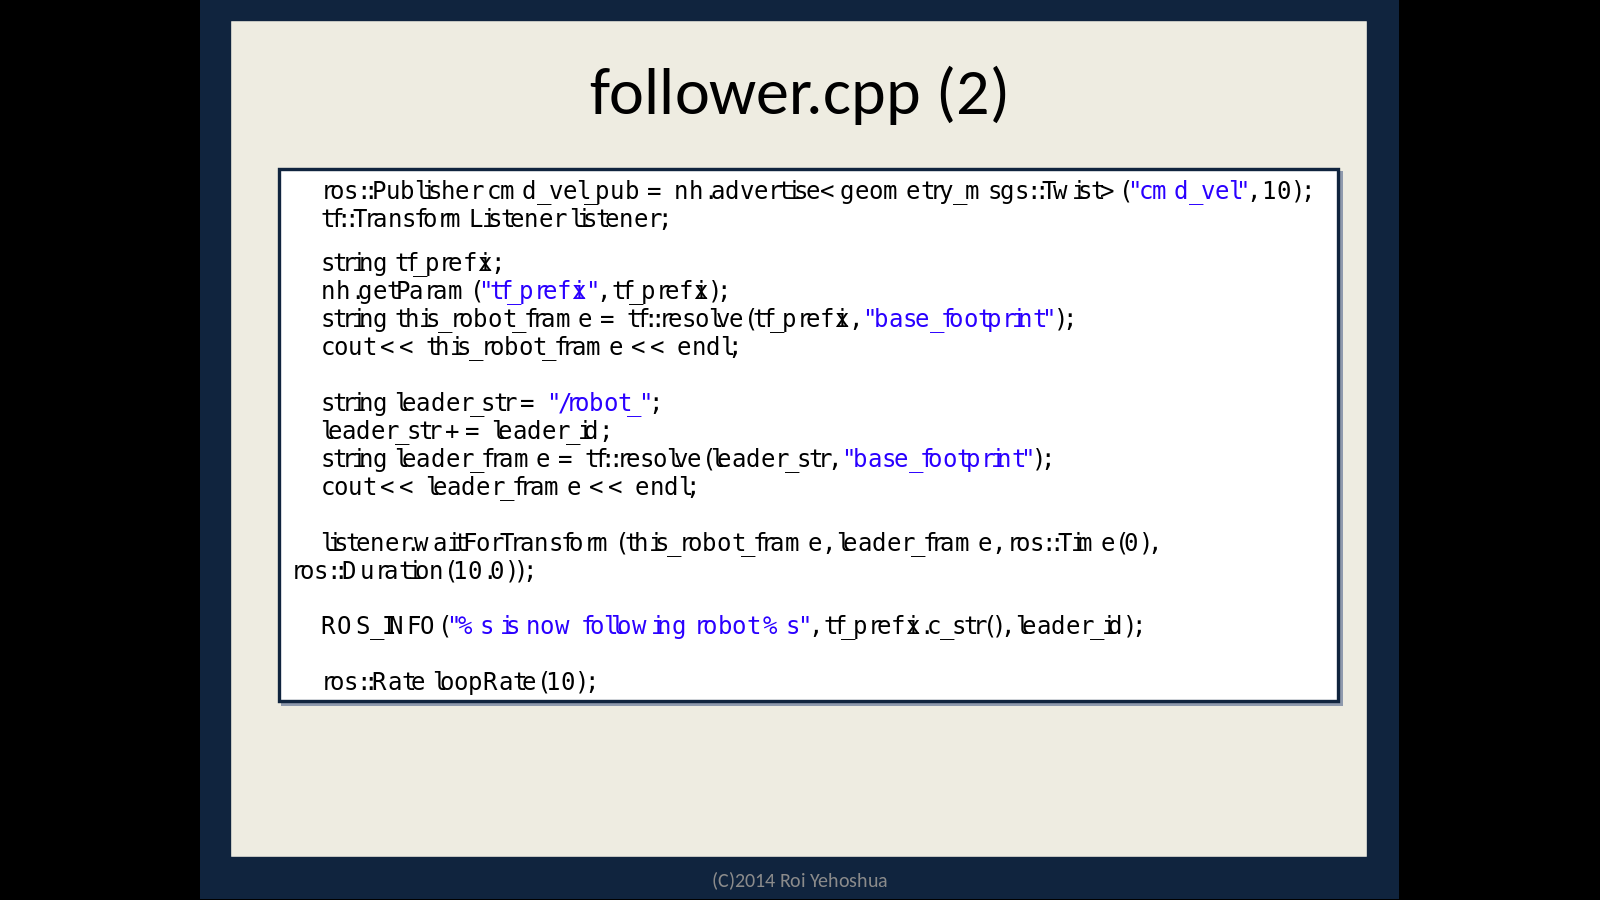 follower.cpp (2)
ros::Publisher cmd_vel_pub = nh.advertise<geometry_msgs::Twist>("cmd_vel", 10);
tf::TransformListener listener;
string tf_prefix;
nh.getParam("tf_prefix", tf_prefix);
string this_robot_frame = tf::resolve(tf_prefix, "base_footprint");
cout << this_robot_frame << endl;
string leader_str = "/robot_";
leader_str += leader_id;
string leader_frame = tf::resolve(leader_str, "base_footprint");
cout << leader_frame << endl;
listener.waitForTransform(this_robot_frame, leader_frame, ros::Time(0),
ros::Duration(10.0));
ROS_INFO("%s is now following robot %s", tf_prefix.c_str(), leader_id);
ros::Rate loopRate(10);
(C)2014 Roi Yehoshua